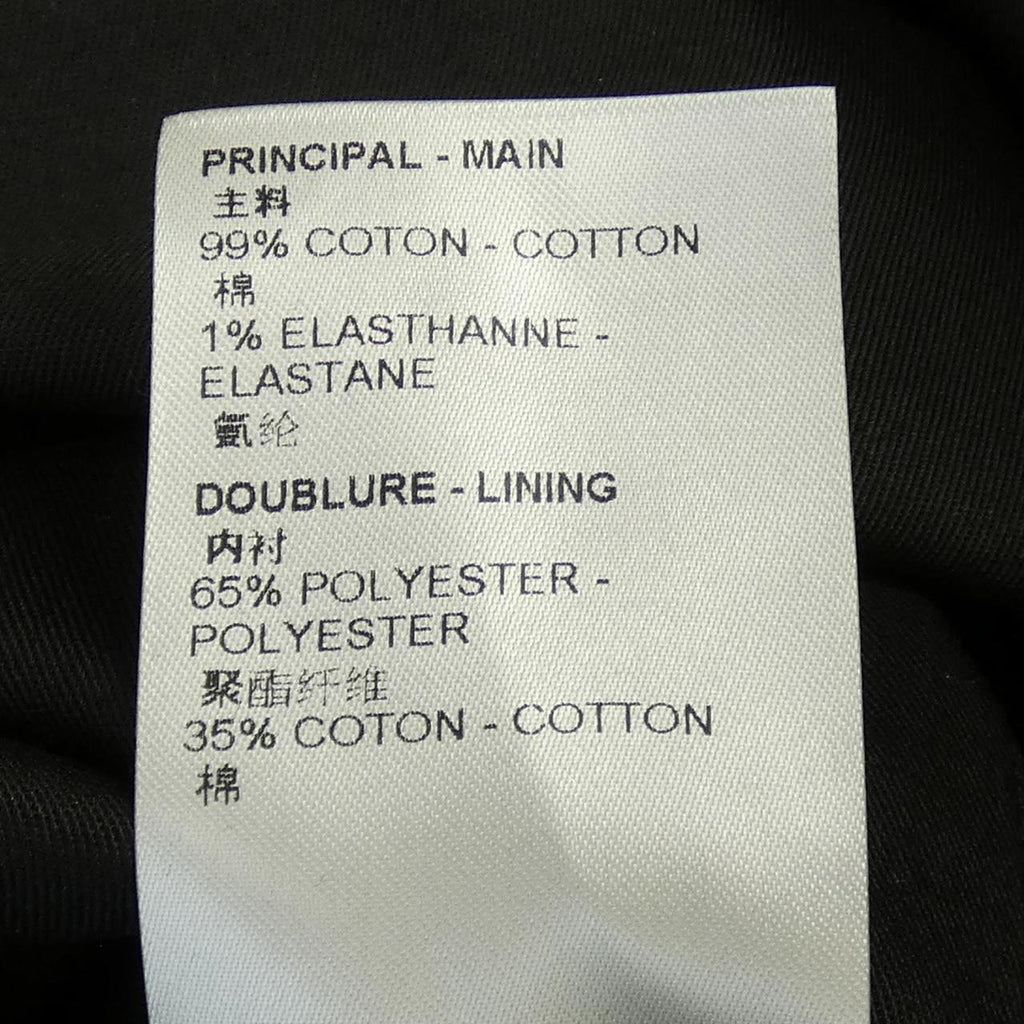 PRINCIPAL - MAIN
主料
99% COTON - COTTON
棉
1% ELASTHANNE -
ELASTANE
氨纶
DOUBLURE - LINING
内衬
65% POLYESTER -
POLYESTER
聚酯纤维
35% COTON - COTTON
棉